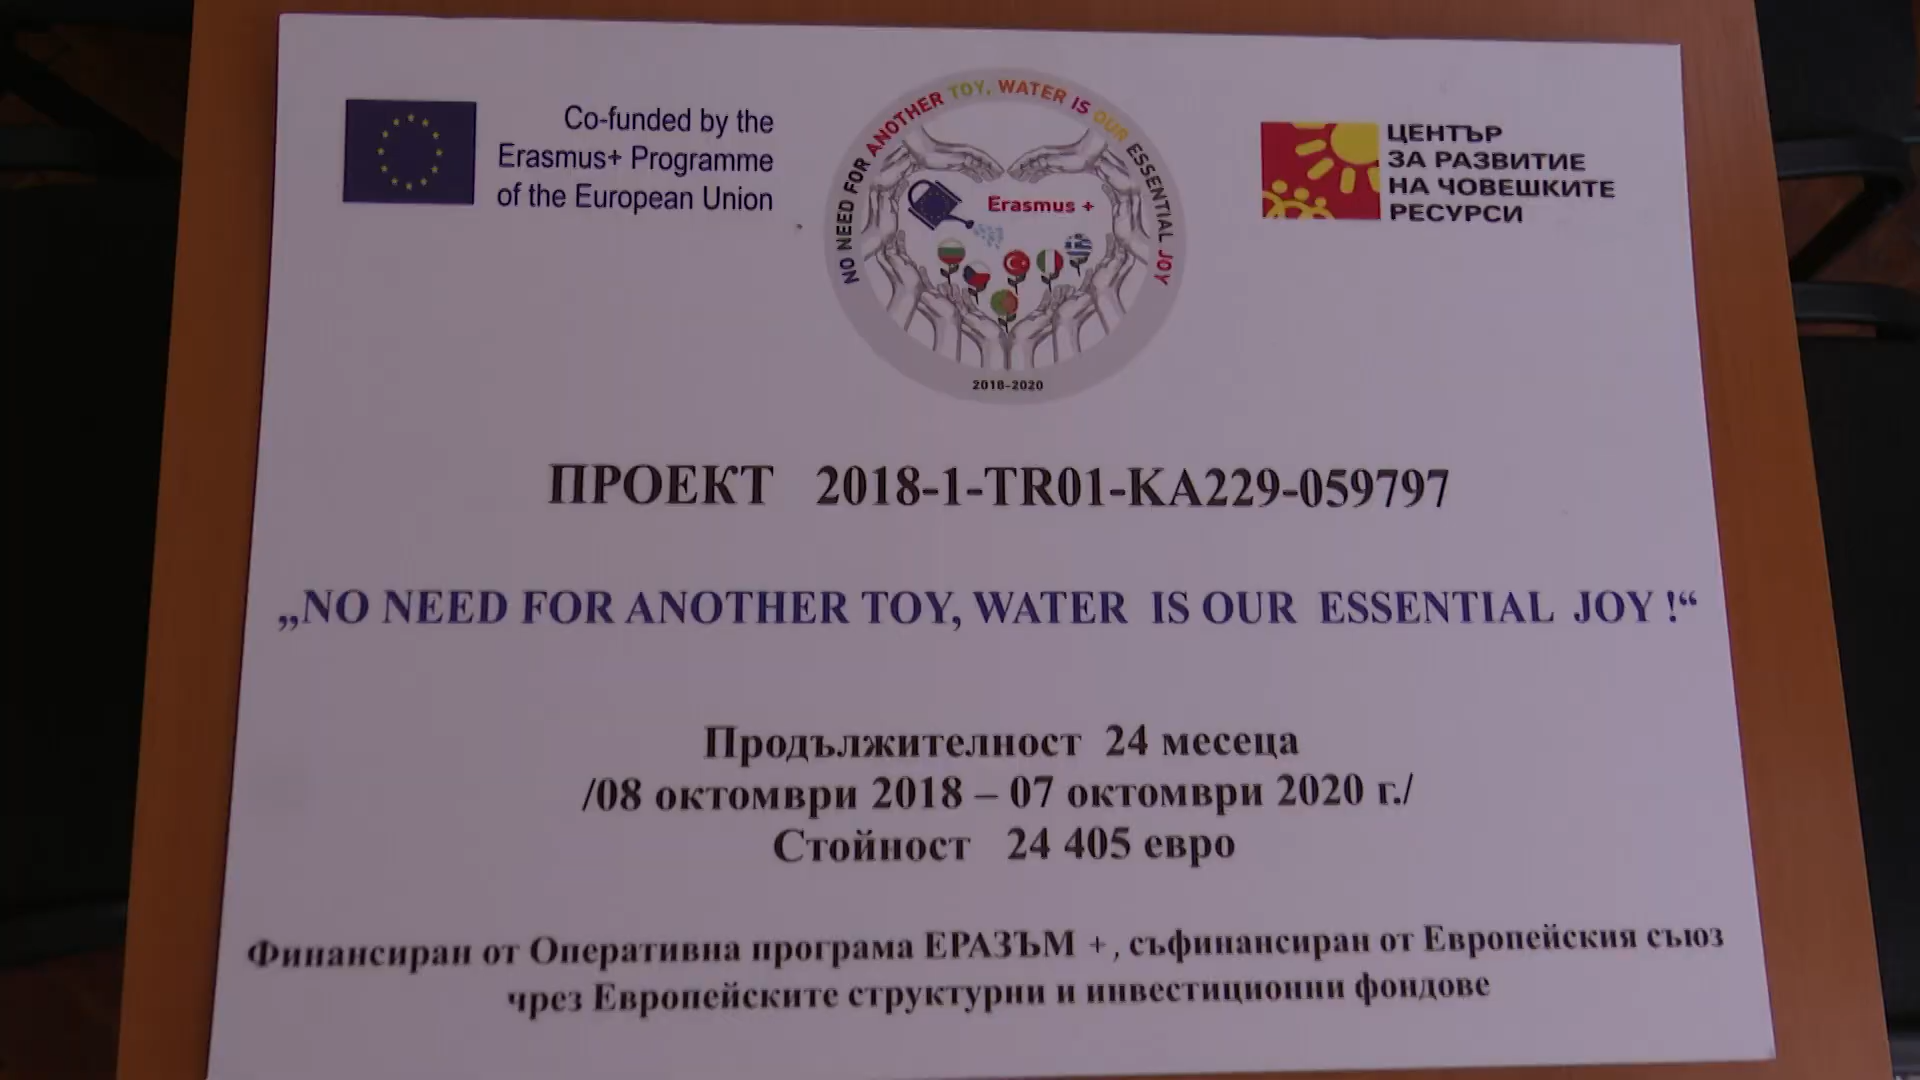 Co-funded by the
Erasmus+ Programme
of the European Union
NO NEED FOR ANOTHER TOY, WATER IS OUR ESSENTIAL JOY
Erasmus +
2018-2020
ЦЕНТЪР
ЗА РАЗВИТИЕ
НА ЧОВЕШКИТЕ
РЕСУРСИ
ПРОЕКТ 2018-1-TR01-KA229-059797
„NO NEED FOR ANOTHER TOY, WATER IS OUR ESSENTIAL JOY !“
Продължителност 24 месеца
/08 октомври 2018 – 07 октомври 2020 г./
Стойност 24 405 евро
Финансиран от Оперативна програма ЕРАЗЪМ +, съфинансиран от Европейския съюз
чрез Европейските структурни и инвестиционни фондове